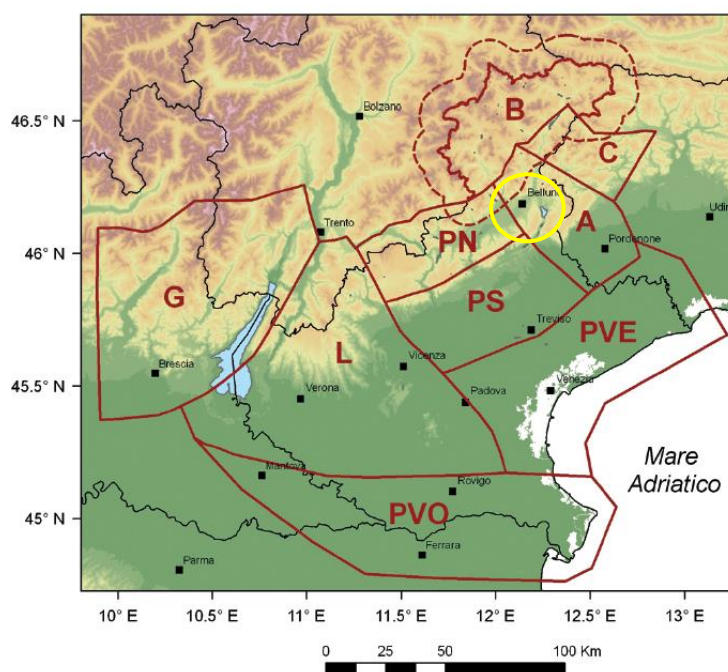 46.5° N
46° N
45.5° N
45° N
Bolzano
B
C
Bellun
A
Udin
Trento
PN
Pordenone
G
PS
Treviso
PVE
L
Vicenza
Brescia
Verona
Padova
Venezia
Mare
Adriatico
Mantova
Rovigo
PVO
Ferrara
Parma
10° E
10.5° E
11° E
11.5° E
12° E
12.5° E
13° E
0 25 50 100 Km